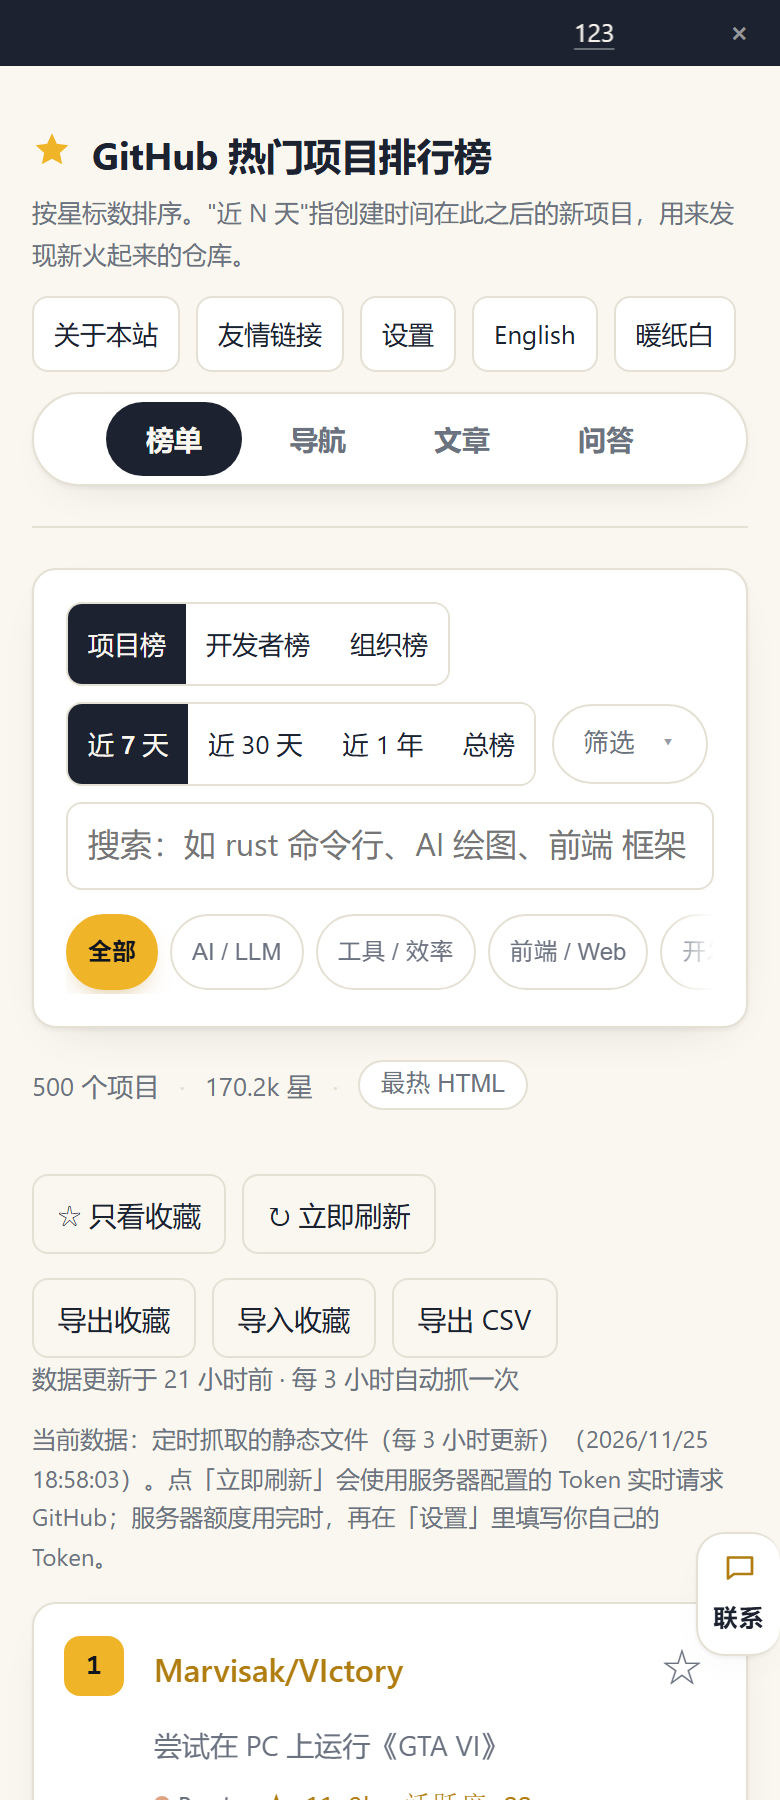 123 ×
GitHub 热门项目排行榜
按星标数排序。"近 N 天"指创建时间在此之后的新项目，用来发
现新火起来的仓库。
关于本站 友情链接 设置 English 暖纸白
榜单 导航 文章 问答
项目榜 开发者榜 组织榜
近 7 天 近 30 天 近 1 年 总榜 筛选 ▾
搜索：如 rust 命令行、AI 绘图、前端 框架
全部 AI / LLM 工具 / 效率 前端 / Web 开
500 个项目 · 170.2k 星 · 最热 HTML
☆ 只看收藏 ↻ 立即刷新
导出收藏 导入收藏 导出 CSV
数据更新于 21 小时前 · 每 3 小时自动抓一次
当前数据：定时抓取的静态文件（每 3 小时更新）（2026/11/25
18:58:03）。点「立即刷新」会使用服务器配置的 Token 实时请求
GitHub；服务器额度用完时，再在「设置」里填写你自己的
Token。
联系
1 Marvisak/VIctory ☆
尝试在 PC 上运行《GTA VI》